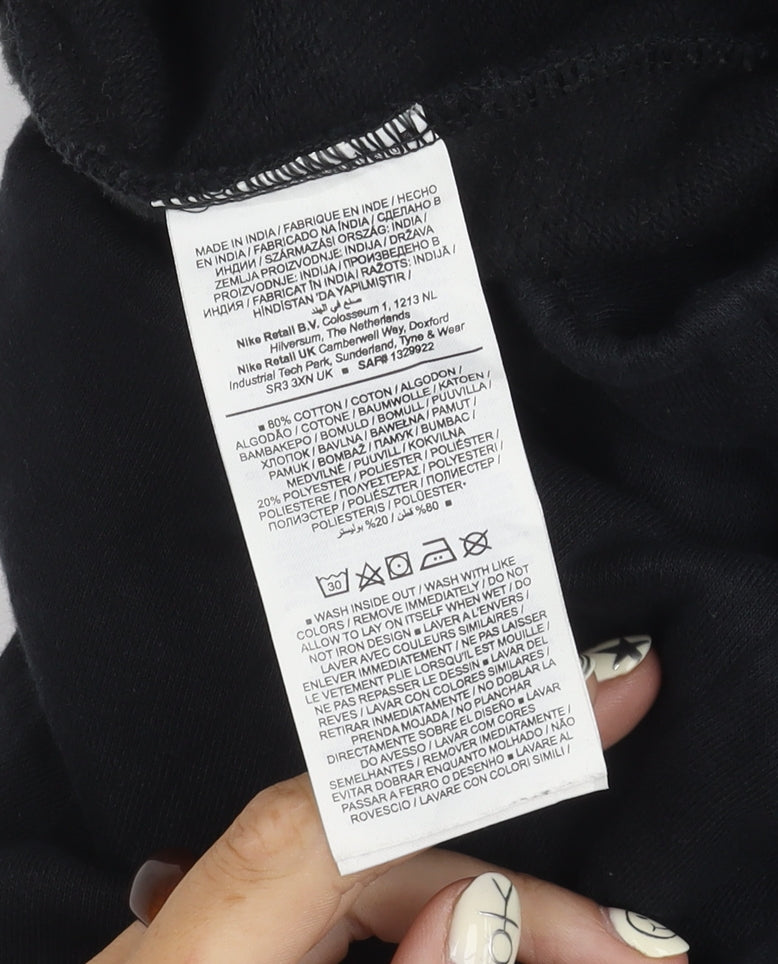 MADE IN INDIA / FABRIQUE EN INDE / HECHO
EN INDIA / FABRICADO NA ÍNDIA / СДЕЛАНО В
ИНДИИ / SZÁRMAZÁSI ORSZÁG: INDIA /
ZEMLJA PROIZVODNJE: INDIJA / DRŽAVA
PROIZVODNJE: INDIJA / ПРОИЗВЕДЕНО В
ИНДИЯ / FABRICAT ÎN INDIA / RAŽOTS: INDIJĀ /
HİNDİSTAN 'DA YAPILMIŞTIR /
صنع في الهند
Nike Retail B.V. Colosseum 1, 1213 NL
Hilversum, The Netherlands
Nike Retail UK Camberwell Way, Doxford
Industrial Tech Park, Sunderland, Tyne & Wear
SR3 3XN UK ■ SAF# 1329922
■ 80% COTTON / COTON / ALGODON /
ALGODÃO / COTONE / BAUMWOLLE / KATOEN /
ΒΑΜΒΑΚΕΡΟ / BOMULD / BOMULL / PUUVILLA /
ХЛОПОК / BAVLNA / BAWEŁNA / PAMUT /
PAMUK / BOMBAŽ / ПАМУК / BUMBAC /
MEDVILNĖ / PUUVILL / KOKVILNA
20% POLYESTER / POLIESTER / POLIÉSTER /
POLIESTERE / ΠΟΛΥΕΣΤΕΡΑΣ / POLYESTERI /
ПОЛИЭСТЕР / POLIÉSZTER / ПОЛИЕСТЕР /
POLIESTERIS / POLÜESTER*
80% قطن / 20% بوليستر ■
30
■ WASH INSIDE OUT / WASH WITH LIKE
COLORS / REMOVE IMMEDIATELY / DO NOT
ALLOW TO LAY ON ITSELF WHEN WET / DO
NOT IRON DESIGN ■ LAVER A L'ENVERS /
LAVER AVEC COULEURS SIMILAIRES /
ENLEVER IMMEDIATEMENT / NE PAS LAISSER
LE VETEMENT PLIE LORSQU'IL EST MOUILLE /
NE PAS REPASSER LE DESSIN ■ LAVAR DEL
REVES / LAVAR CON COLORES SIMILARES /
RETIRAR INMEDIATAMENTE / NO DOBLAR LA
PRENDA MOJADA / NO PLANCHAR
DIRECTAMENTE SOBRE EL DISEÑO ■ LAVAR
DO AVESSO / LAVAR COM CORES
SEMELHANTES / REMOVER IMEDIATAMENTE /
EVITAR DOBRAR ENQUANTO MOLHADO / NÃO
PASSAR A FERRO O DESENHO ■ LAVARE AL
ROVESCIO / LAVARE CON COLORI SIMILI /